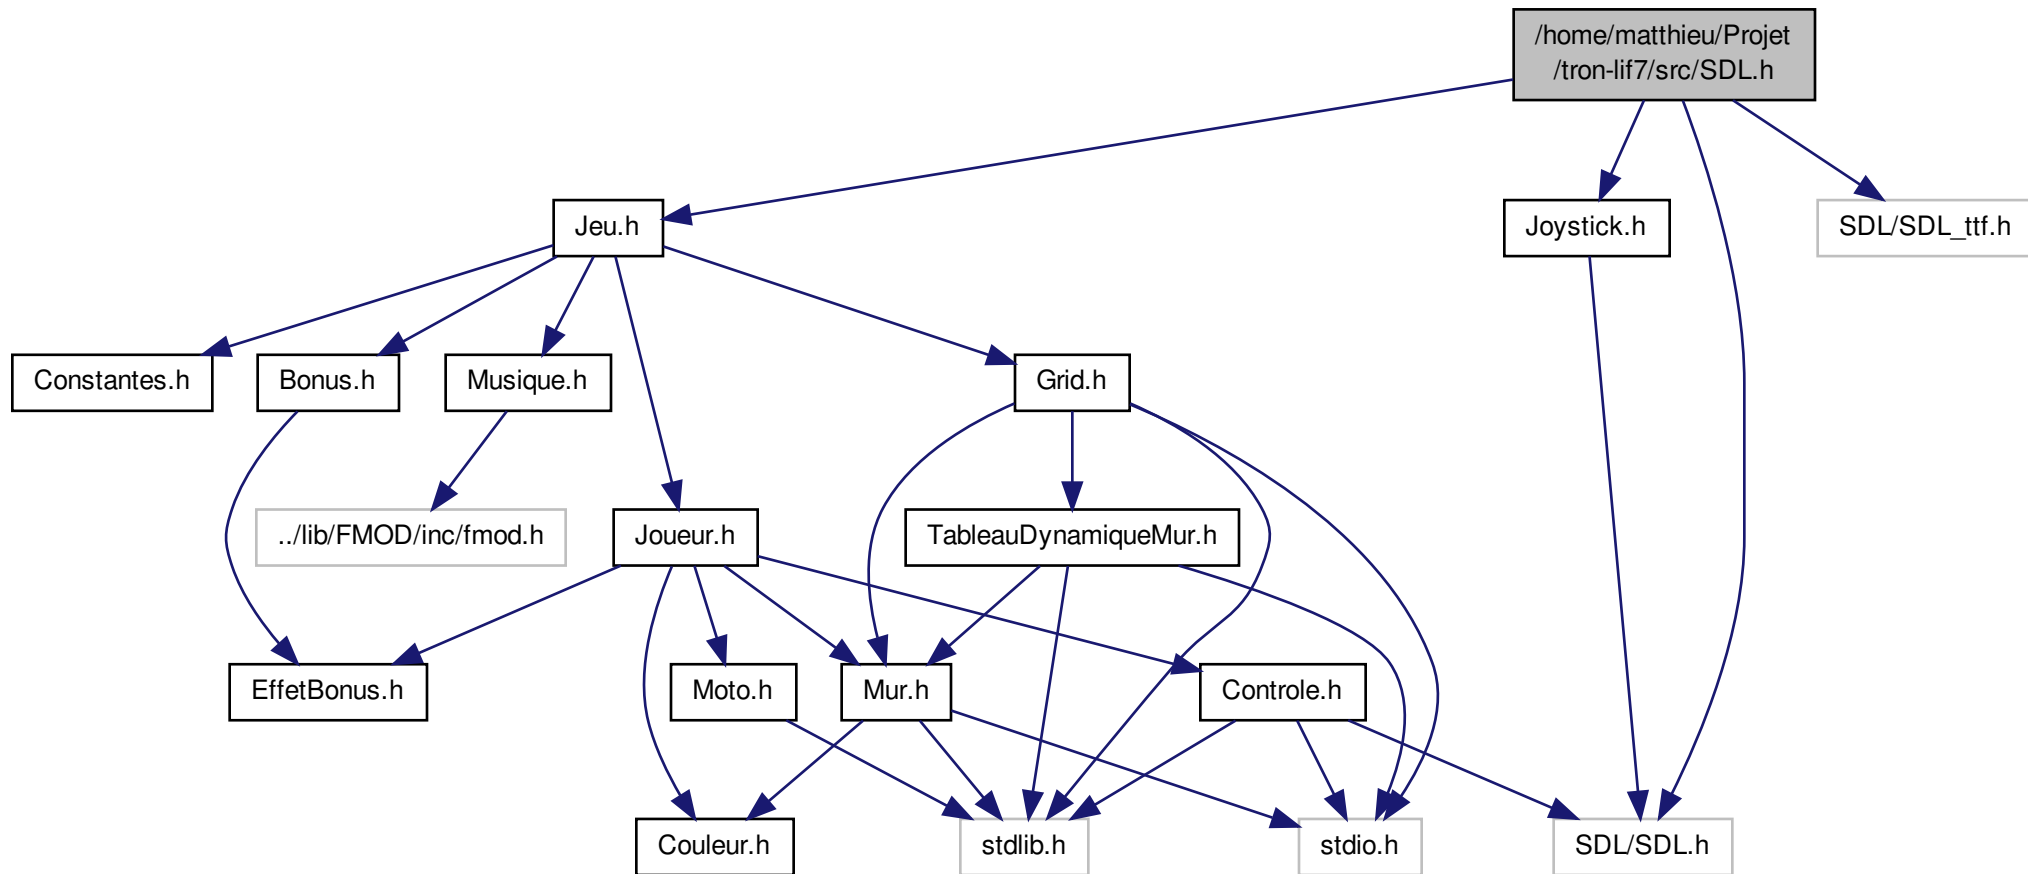 /home/matthieu/Projet
/tron-lif7/src/SDL.h
Jeu.h
Joystick.h
SDL/SDL_ttf.h
Constantes.h
Bonus.h
Musique.h
Grid.h
../lib/FMOD/inc/fmod.h
Joueur.h
TableauDynamiqueMur.h
EffetBonus.h
Moto.h
Mur.h
Controle.h
Couleur.h
stdlib.h
stdio.h
SDL/SDL.h